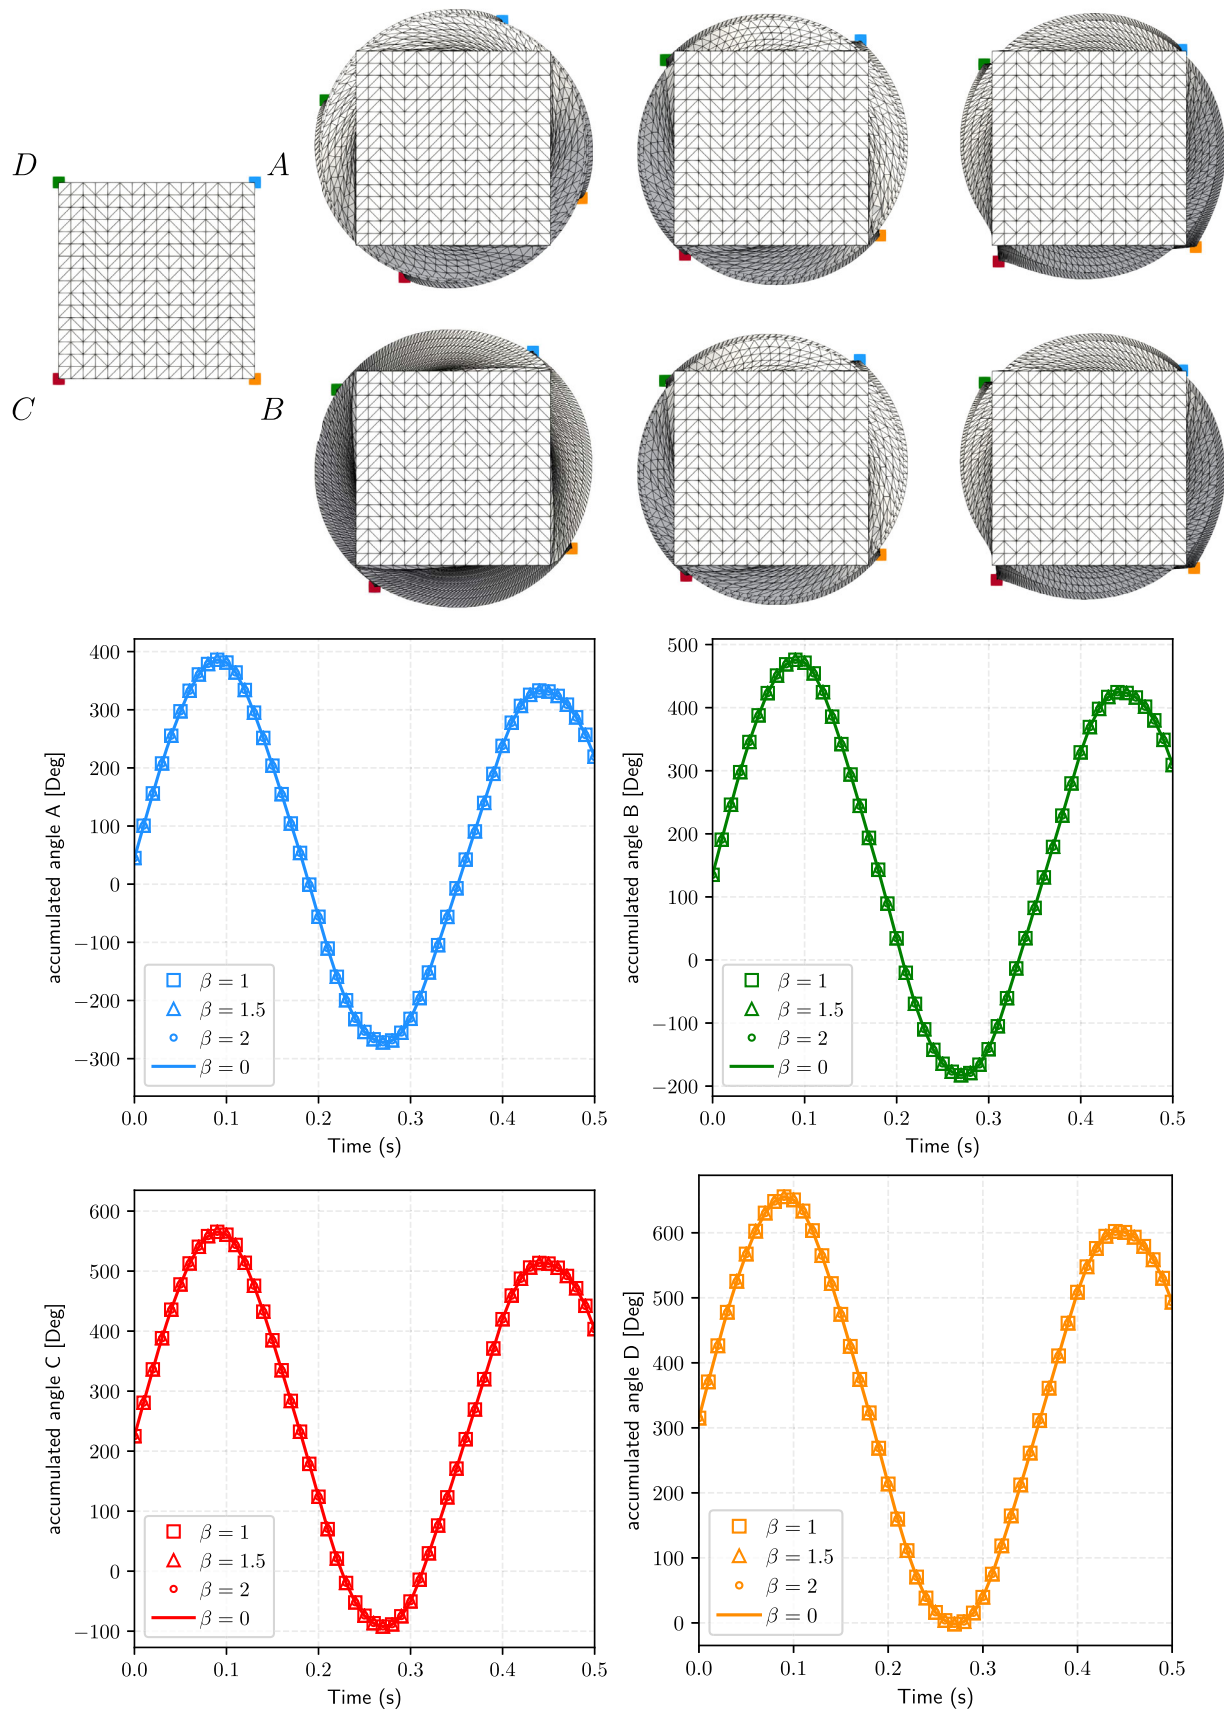 D A
C B
accumulated angle A [Deg]
400
300
200
100
0
−100
−200
−300
β = 1
β = 1.5
β = 2
β = 0
0.0 0.1 0.2 0.3 0.4 0.5
Time (s)
accumulated angle B [Deg]
500
400
300
200
100
0
−100
−200
β = 1
β = 1.5
β = 2
β = 0
0.0 0.1 0.2 0.3 0.4 0.5
Time (s)
accumulated angle C [Deg]
600
500
400
300
200
100
0
−100
β = 1
β = 1.5
β = 2
β = 0
0.0 0.1 0.2 0.3 0.4 0.5
Time (s)
accumulated angle D [Deg]
600
500
400
300
200
100
0
β = 1
β = 1.5
β = 2
β = 0
0.0 0.1 0.2 0.3 0.4 0.5
Time (s)